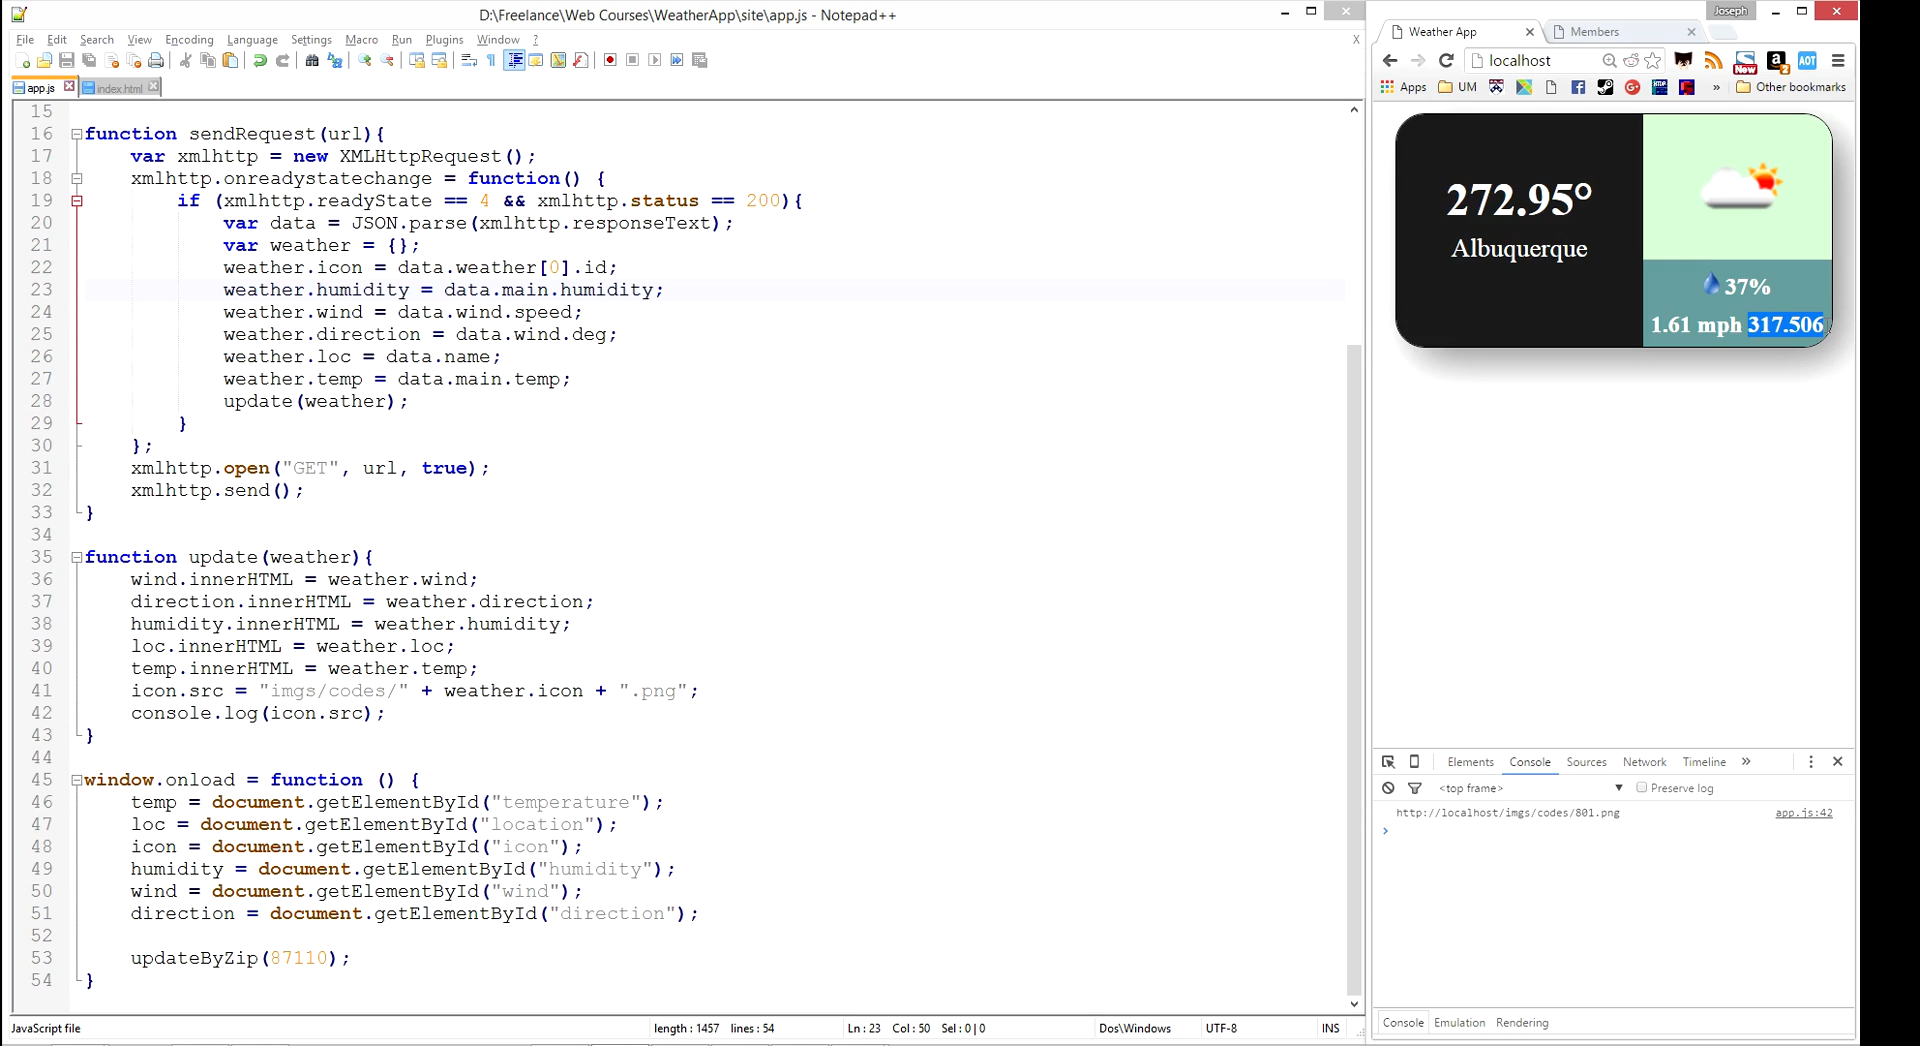 D:\Freelance\Web Courses\WeatherApp\site\app.js - Notepad++
File Edit Search View Encoding Language Settings Macro Run Plugins Window ? X
app.js index.html
15
16 function sendRequest(url){
17 var xmlhttp = new XMLHttpRequest();
18 xmlhttp.onreadystatechange = function() {
19 if (xmlhttp.readyState == 4 && xmlhttp.status == 200){
20 var data = JSON.parse(xmlhttp.responseText);
21 var weather = {};
22 weather.icon = data.weather[0].id;
23 weather.humidity = data.main.humidity;
24 weather.wind = data.wind.speed;
25 weather.direction = data.wind.deg;
26 weather.loc = data.name;
27 weather.temp = data.main.temp;
28 update(weather);
29 }
30 };
31 xmlhttp.open("GET", url, true);
32 xmlhttp.send();
33 }
34
35 function update(weather){
36 wind.innerHTML = weather.wind;
37 direction.innerHTML = weather.direction;
38 humidity.innerHTML = weather.humidity;
39 loc.innerHTML = weather.loc;
40 temp.innerHTML = weather.temp;
41 icon.src = "imgs/codes/" + weather.icon + ".png";
42 console.log(icon.src);
43 }
44
45 window.onload = function () {
46 temp = document.getElementById("temperature");
47 loc = document.getElementById("location");
48 icon = document.getElementById("icon");
49 humidity = document.getElementById("humidity");
50 wind = document.getElementById("wind");
51 direction = document.getElementById("direction");
52
53 updateByZip(87110);
54 }
JavaScript file length : 1457 lines : 54 Ln : 23 Col : 50 Sel : 0 | 0 Dos\Windows UTF-8 INS
Joseph
Weather App Members
localhost New a 2 AOT
Apps UM » Other bookmarks
272.95°
Albuquerque
37%
1.61 mph 317.506
Elements Console Sources Network Timeline »
<top frame> Preserve log
http://localhost/imgs/codes/801.png app.js:42
Console Emulation Rendering